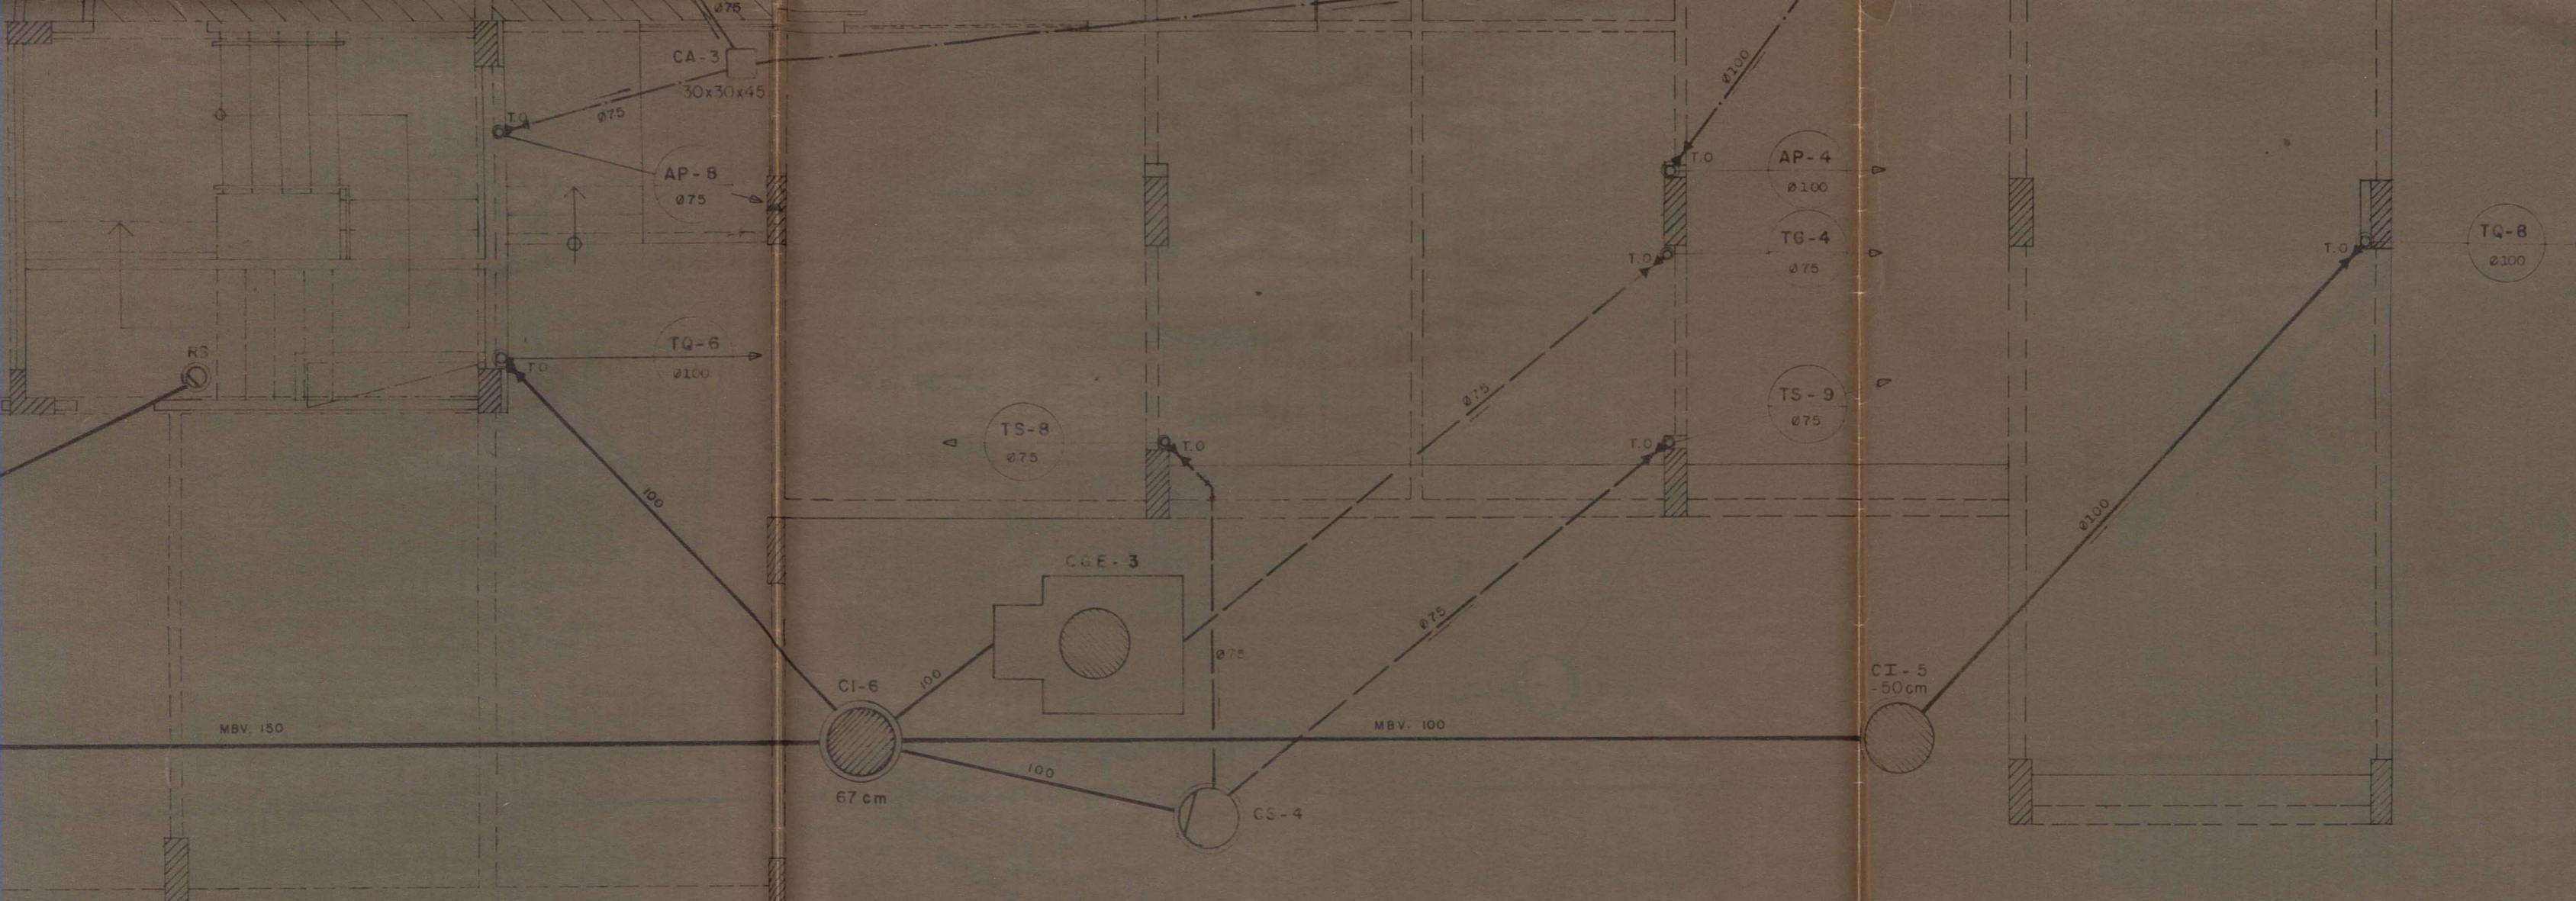 Ø75
CA-3
30x30x45
Ø75
T.O
AP-8
Ø75
Ø100
T.O
AP-4
Ø100
T.O
TG-4
Ø75
T.O
TQ-8
Ø100
RS
T.O
TQ-6
Ø100
TS-8
Ø75
T.O
Ø75
T.O
TS-9
Ø75
100
Ø100
CGE-3
Ø75
Ø75
100
CI-6
CI-5
-50cm
MBV. 150
MBV. 100
67cm
100
CS-4